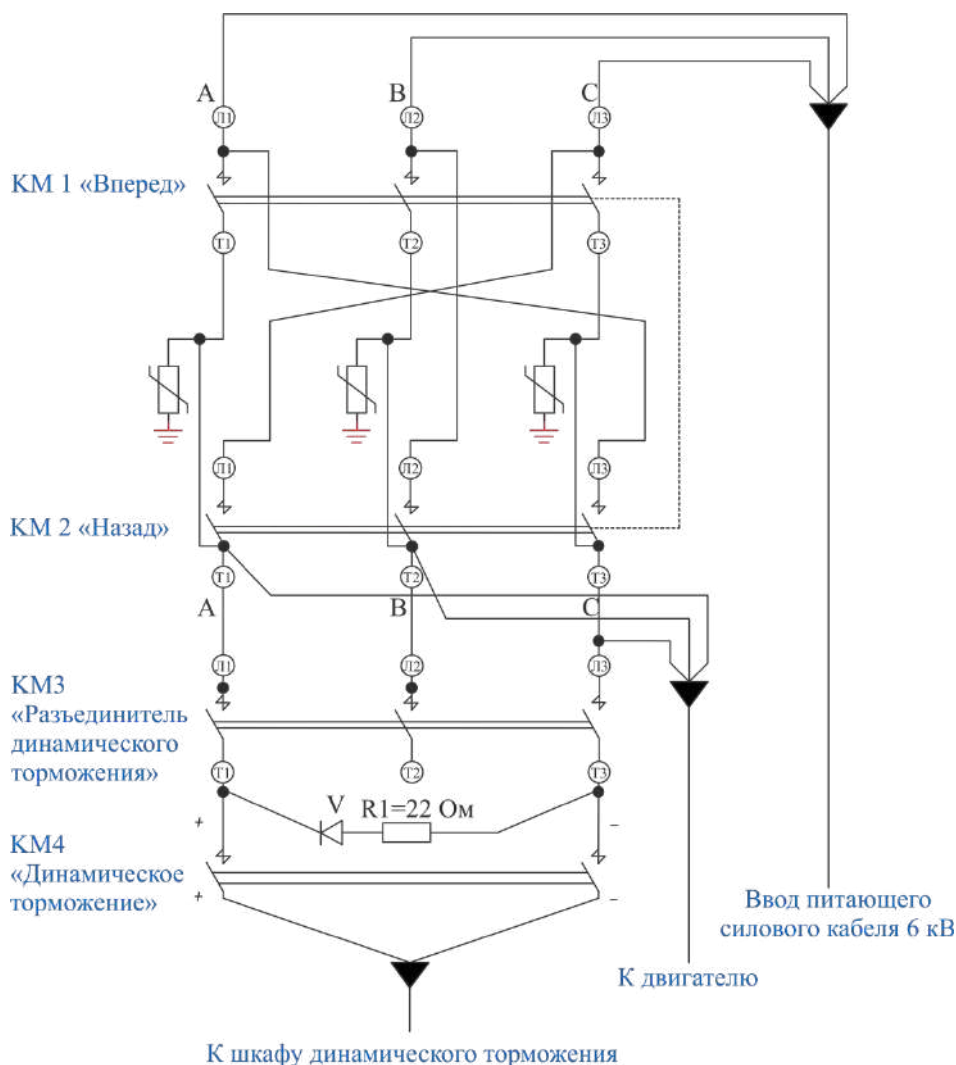 A B C
Л1 Л2 Л3
КМ 1 «Вперед»
Т1 Т2 Т3
Л1 Л2 Л3
КМ 2 «Назад»
Т1 Т2 Т3
A B C
Л1 Л2 Л3
КМ3
«Разъединитель
динамического
торможения»
Т1 Т2 Т3
V R1=22 Ом
+ –
КМ4
«Динамическое
торможение»
+ –
Ввод питающего
силового кабеля 6 кВ
К двигателю
К шкафу динамического торможения